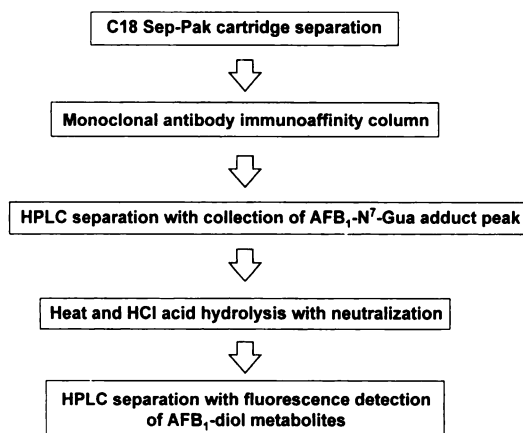 C18 Sep-Pak cartridge separation
Monoclonal antibody immunoaffinity column
HPLC separation with collection of AFB₁-N⁷-Gua adduct peak
Heat and HCl acid hydrolysis with neutralization
HPLC separation with fluorescence detection
of AFB₁-diol metabolites